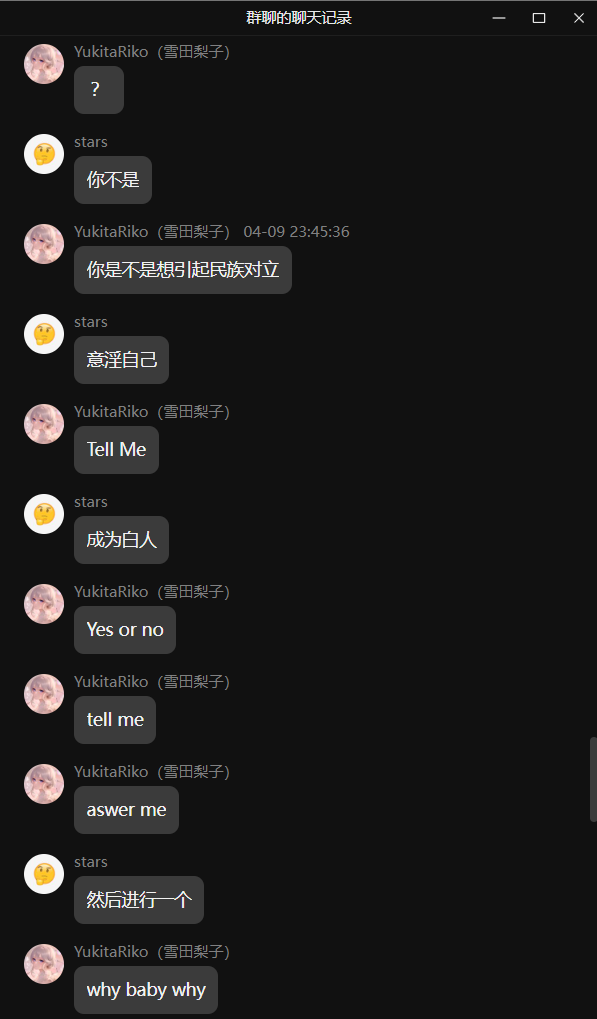 群聊的聊天记录
YukitaRiko（雪田梨子）
？
stars
你不是
YukitaRiko（雪田梨子） 04-09 23:45:36
你是不是想引起民族对立
stars
意淫自己
YukitaRiko（雪田梨子）
Tell Me
stars
成为白人
YukitaRiko（雪田梨子）
Yes or no
YukitaRiko（雪田梨子）
tell me
YukitaRiko（雪田梨子）
aswer me
stars
然后进行一个
YukitaRiko（雪田梨子）
why baby why